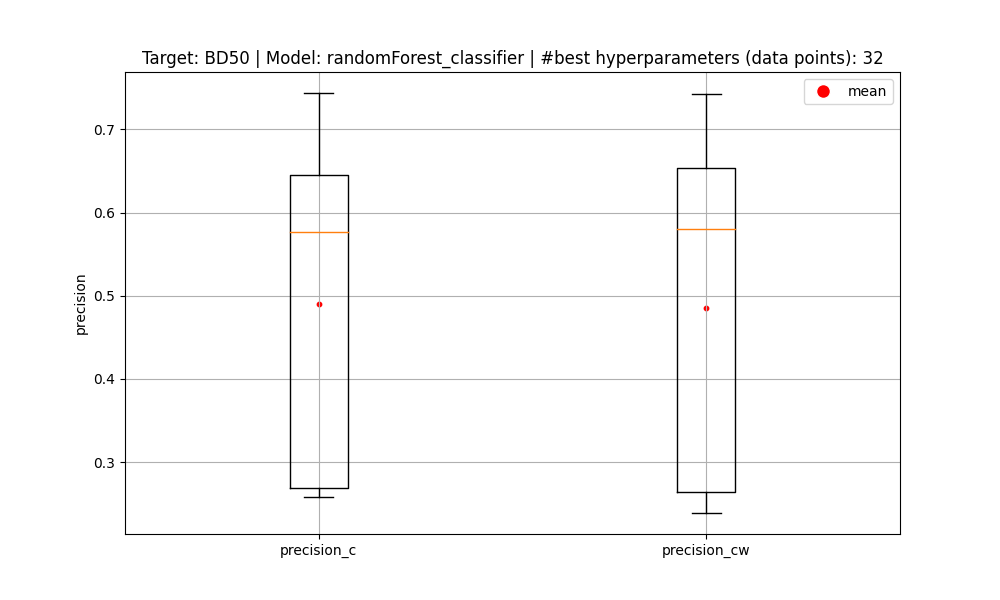 Target: BD50 | Model: randomForest_classifier | #best hyperparameters (data points): 32
mean
0.7
0.6
0.5
0.4
0.3
precision
precision_c
precision_cw